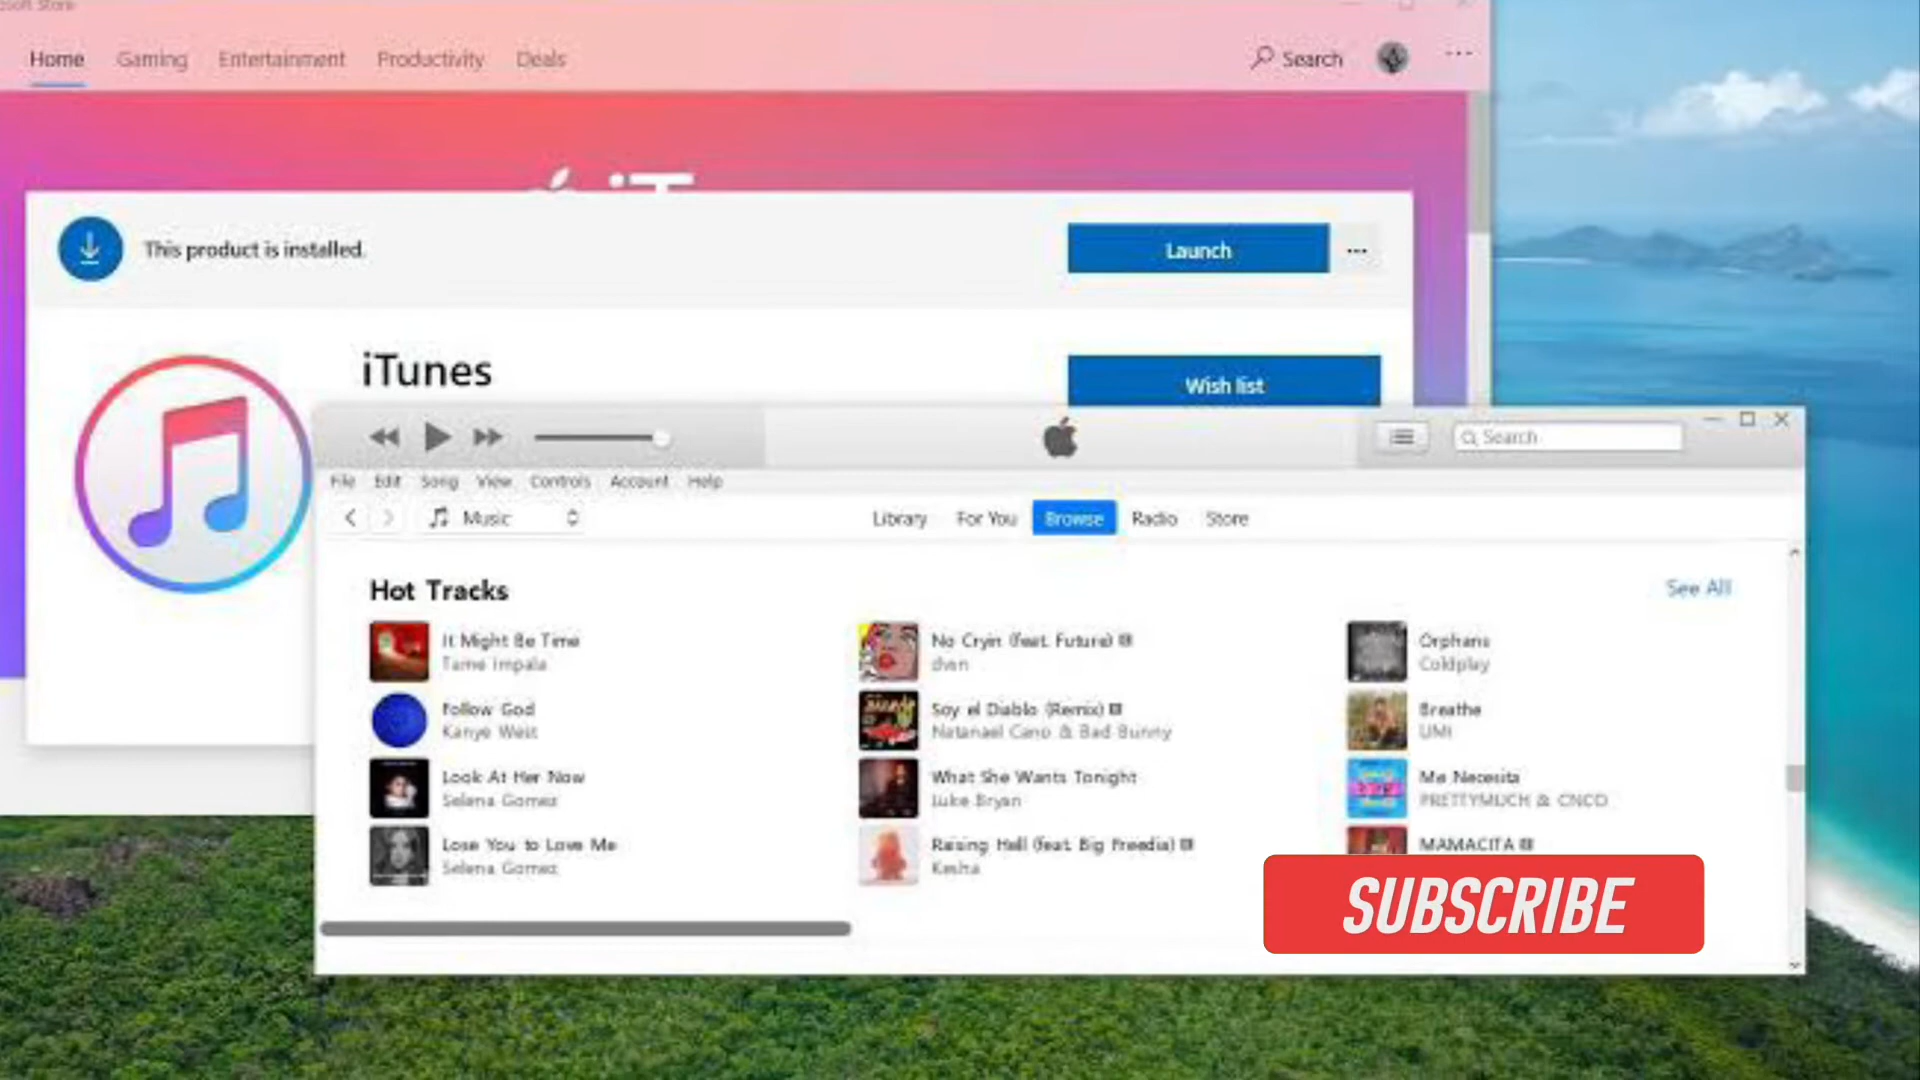 soft Store
Home Gaming Entertainment Productivity Deals Search
This product is installed.
Launch
iTunes
Wish list
Search
File Edit Song View Controls Account Help
Music
Library For You Browse Radio Store
Hot Tracks
See All
It Might Be Time
Tame Impala
Follow God
Kanye West
Look At Her Now
Selena Gomez
Lose You to Love Me
Selena Gomez
No Cryin (feat. Future) E
dvsn
Soy el Diablo (Remix) E
Natanael Cano & Bad Bunny
What She Wants Tonight
Luke Bryan
Raising Hell (feat. Big Freedia) E
Kesha
Orphans
Coldplay
Breathe
UMI
Me Necesita
PRETTYMUCH & CNCO
MAMACITA E
SUBSCRIBE